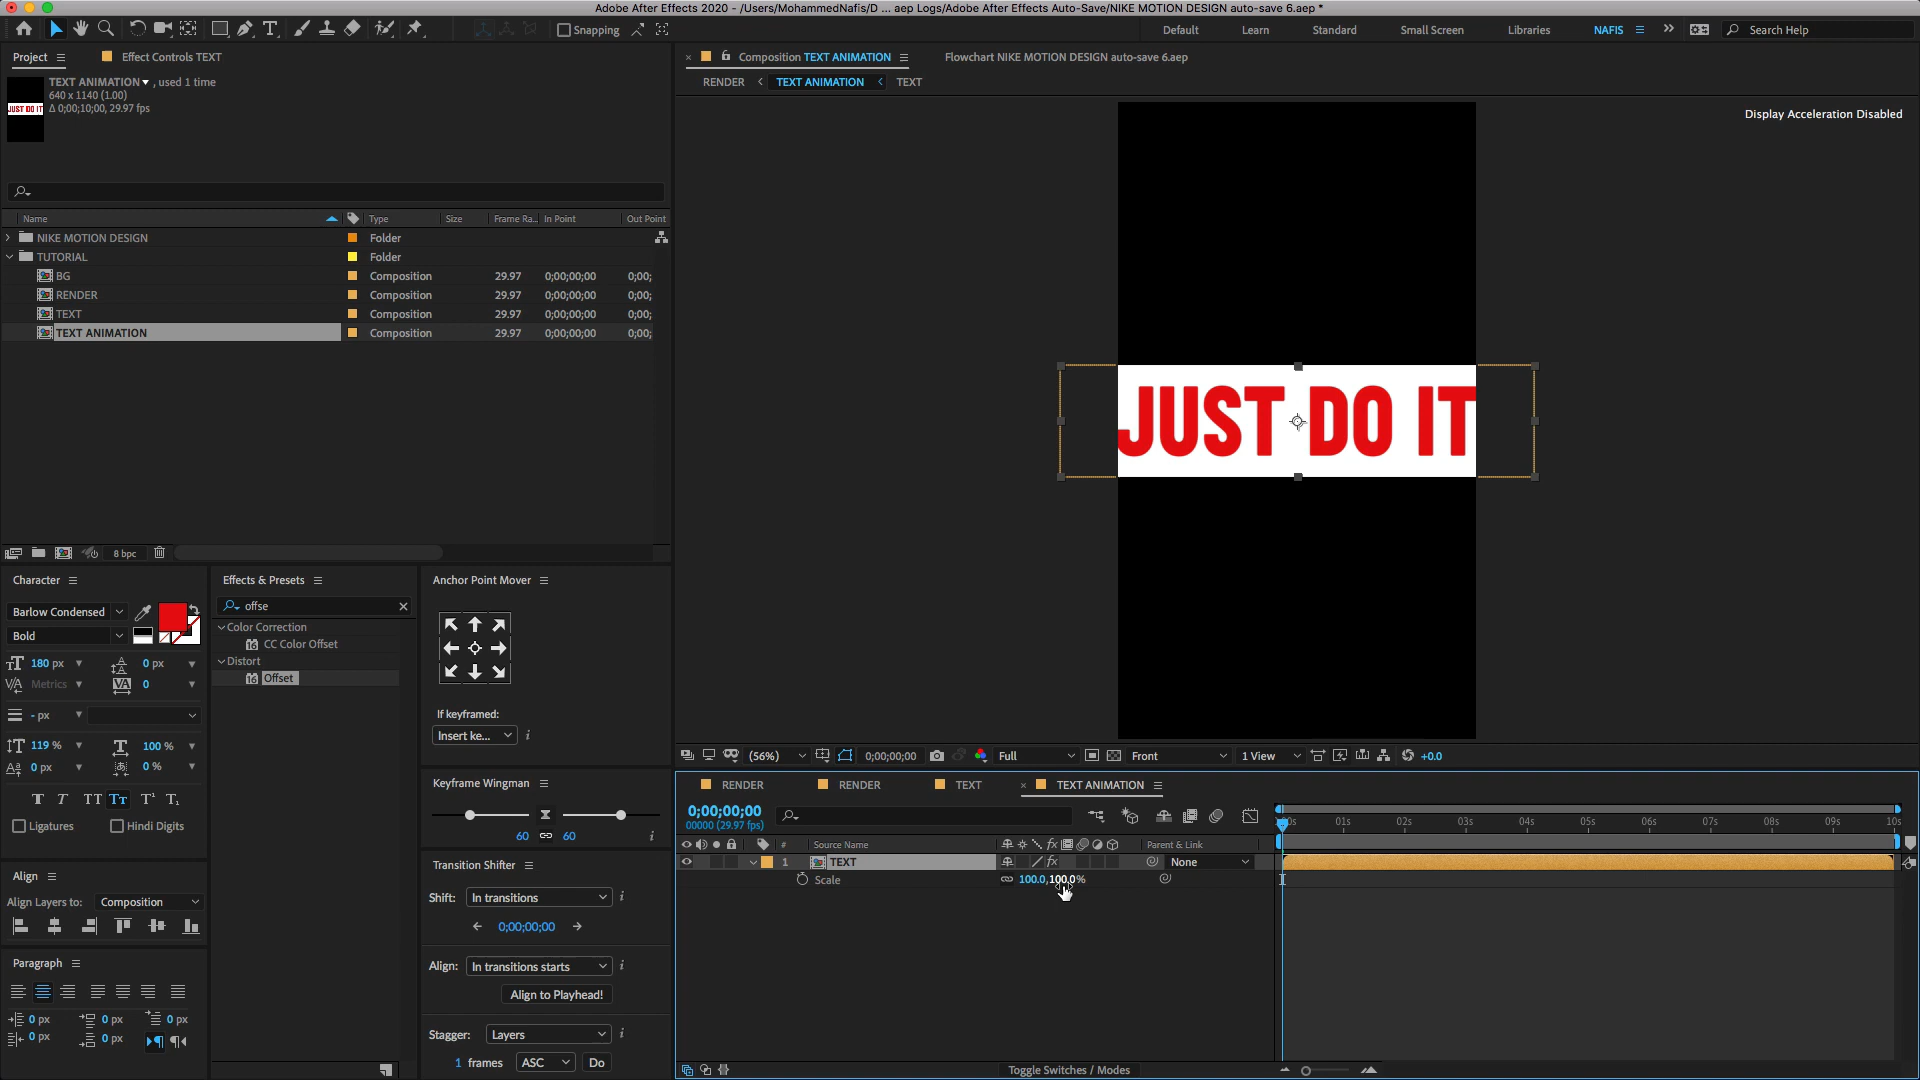 Adobe After Effects 2020 - /Users/MohammedNafis/D ... aep Logs/Adobe After Effects Auto-Save/NIKE MOTION DESIGN auto-save 6.aep *
Snapping
Default
Learn
Standard
Small Screen
Libraries
NAFIS
Search Help
Project
Effect Controls TEXT
Composition TEXT ANIMATION
Flowchart NIKE MOTION DESIGN auto-save 6.aep
RENDER
TEXT ANIMATION
TEXT
TEXT ANIMATION , used 1 time
640 x 1140 (1.00)
Δ 0;00;10;00, 29.97 fps
JUST DO IT
Display Acceleration Disabled
Name Type Size Frame Ra... In Point Out Point
NIKE MOTION DESIGN Folder
TUTORIAL Folder
BG Composition 29.97 0;00;00;00 0;00;
RENDER Composition 29.97 0;00;00;00 0;00;
TEXT Composition 29.97 0;00;00;00 0;00;
TEXT ANIMATION Composition 29.97 0;00;00;00 0;00;
JUST DO IT
8 bpc
(56%) 0;00;00;00 Full Front 1 View +0.0
Character
Barlow Condensed
Bold
180 px 0 px
Metrics 0
- px
119 % 100 %
0 px 0 %
Ligatures Hindi Digits
Align
Align Layers to: Composition
Paragraph
0 px 0 px 0 px
0 px 0 px
Effects & Presets
offse
Color Correction
CC Color Offset
Distort
Offset
Anchor Point Mover
If keyframed:
Insert ke...
Keyframe Wingman
60 60
Transition Shifter
Shift: In transitions
0;00;00;00
Align: In transitions starts
Align to Playhead!
Stagger: Layers
1 frames ASC Do
RENDER
RENDER
TEXT
TEXT ANIMATION
0;00;00;00
00000 (29.97 fps)
:00s 01s 02s 03s 04s 05s 06s 07s 08s 09s 10s
# Source Name Parent & Link
1 TEXT None
Scale 100.0,100.0%
Toggle Switches / Modes